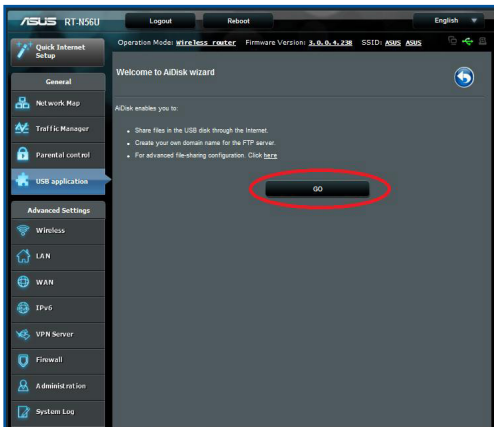 ASUS RT-N56U Logout Reboot English
Quick Internet Setup
Operation Mode: Wireless router Firmware Version: 3.0.0.4.238 SSID: ASUS ASUS
General
Network Map
Traffic Manager
Parental control
USB application
Advanced Settings
Wireless
LAN
WAN
IPv6
VPN Server
Firewall
Administration
System Log
Welcome to AiDisk wizard
AiDisk enables you to:
Share files in the USB disk through the Internet.
Create your own domain name for the FTP server.
For advanced file-sharing configuration. Click here
GO